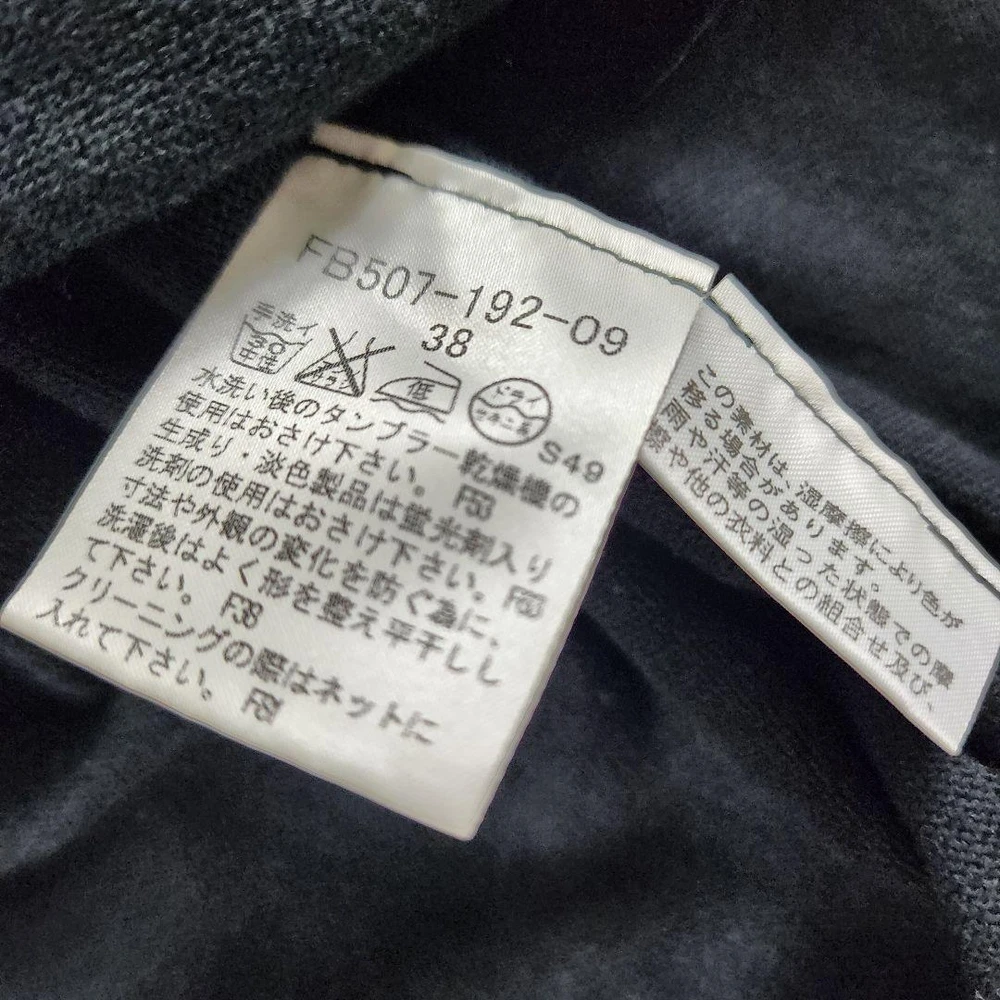 FB507-192-09
38
手洗イ
30
中性
低
ドライ
セキユ系
S49
水洗い後のタンブラー乾燥機の
使用はおさけ下さい。
生成り・淡色製品は蛍光剤入り
洗剤の使用はおさけ下さい。
寸法や外観の変化を防ぐ為に、
洗濯後はよく形を整え平干しし
て下さい。 F38
クリーニングの際はネットに
入れて下さい。
この素材は、湿摩擦により色が
移る場合があります。
雨や汗等の湿った状態での摩
擦や他の衣料との組合せ及び、